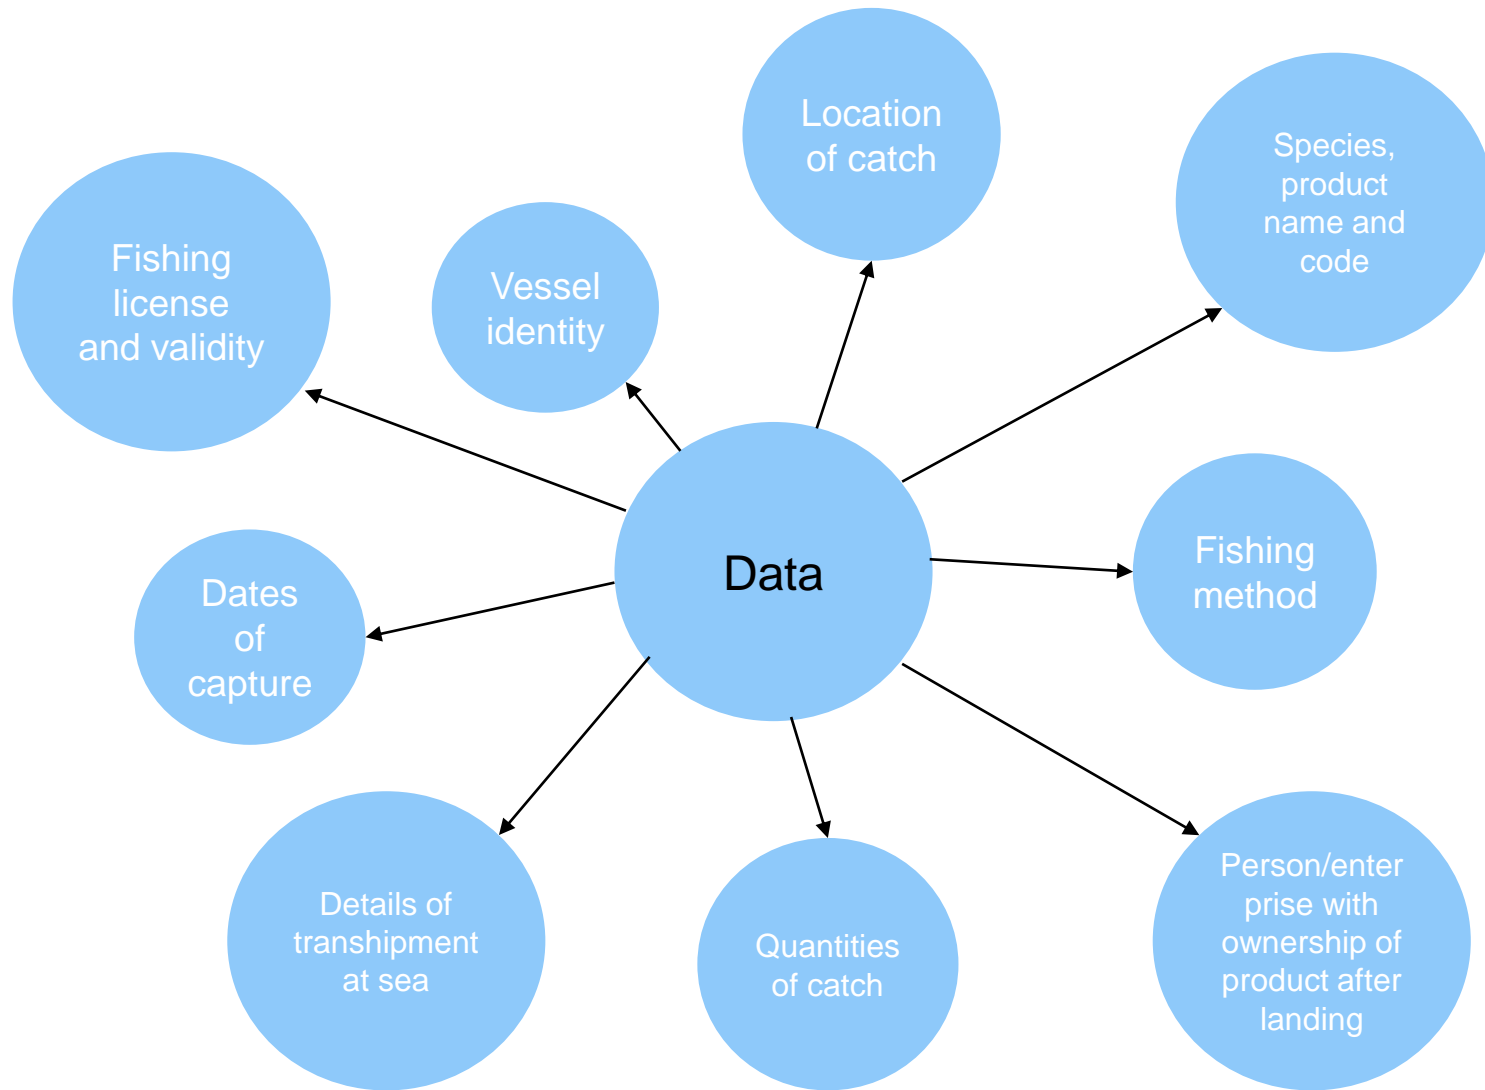 Location
of catch
Species,
product
name and
code
Fishing
license
and validity
Vessel
identity
Data
Fishing
method
Dates
of
capture
Details of
transhipment
at sea
Quantities
of catch
Person/enter
prise with
ownership of
product after
landing